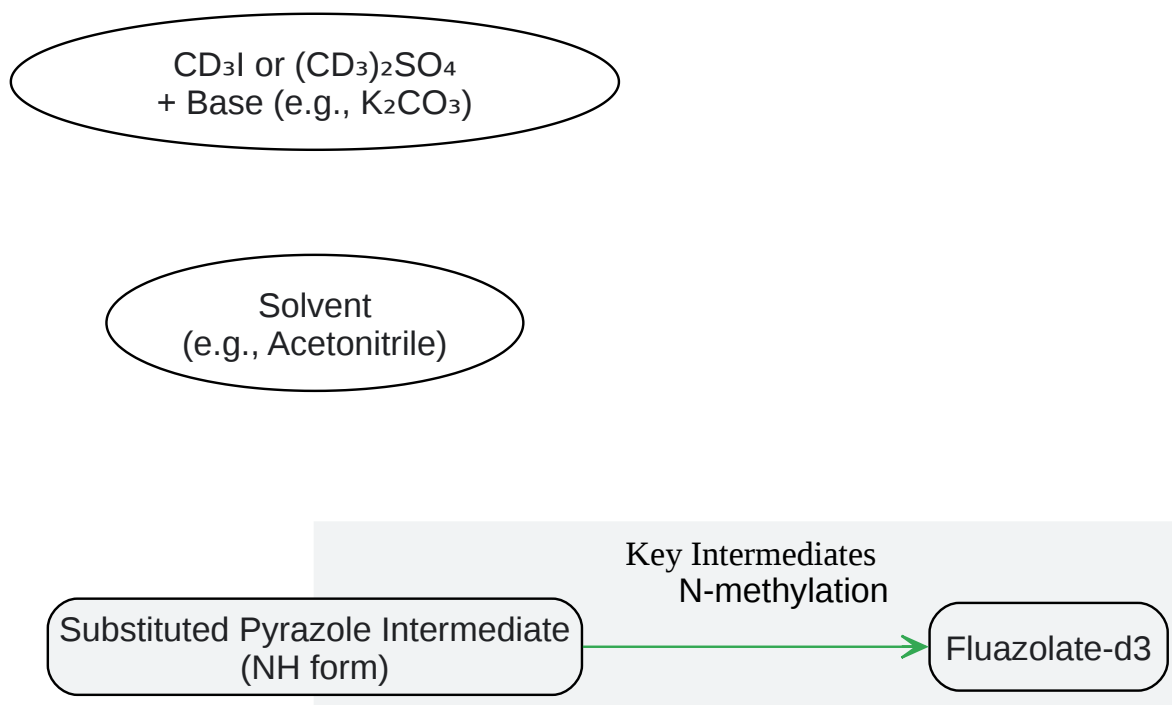 CD₃I or (CD₃)₂SO₄
+ Base (e.g., K₂CO₃)
Solvent
(e.g., Acetonitrile)
Key Intermediates
N-methylation
Substituted Pyrazole Intermediate
(NH form)
Fluazolate-d3